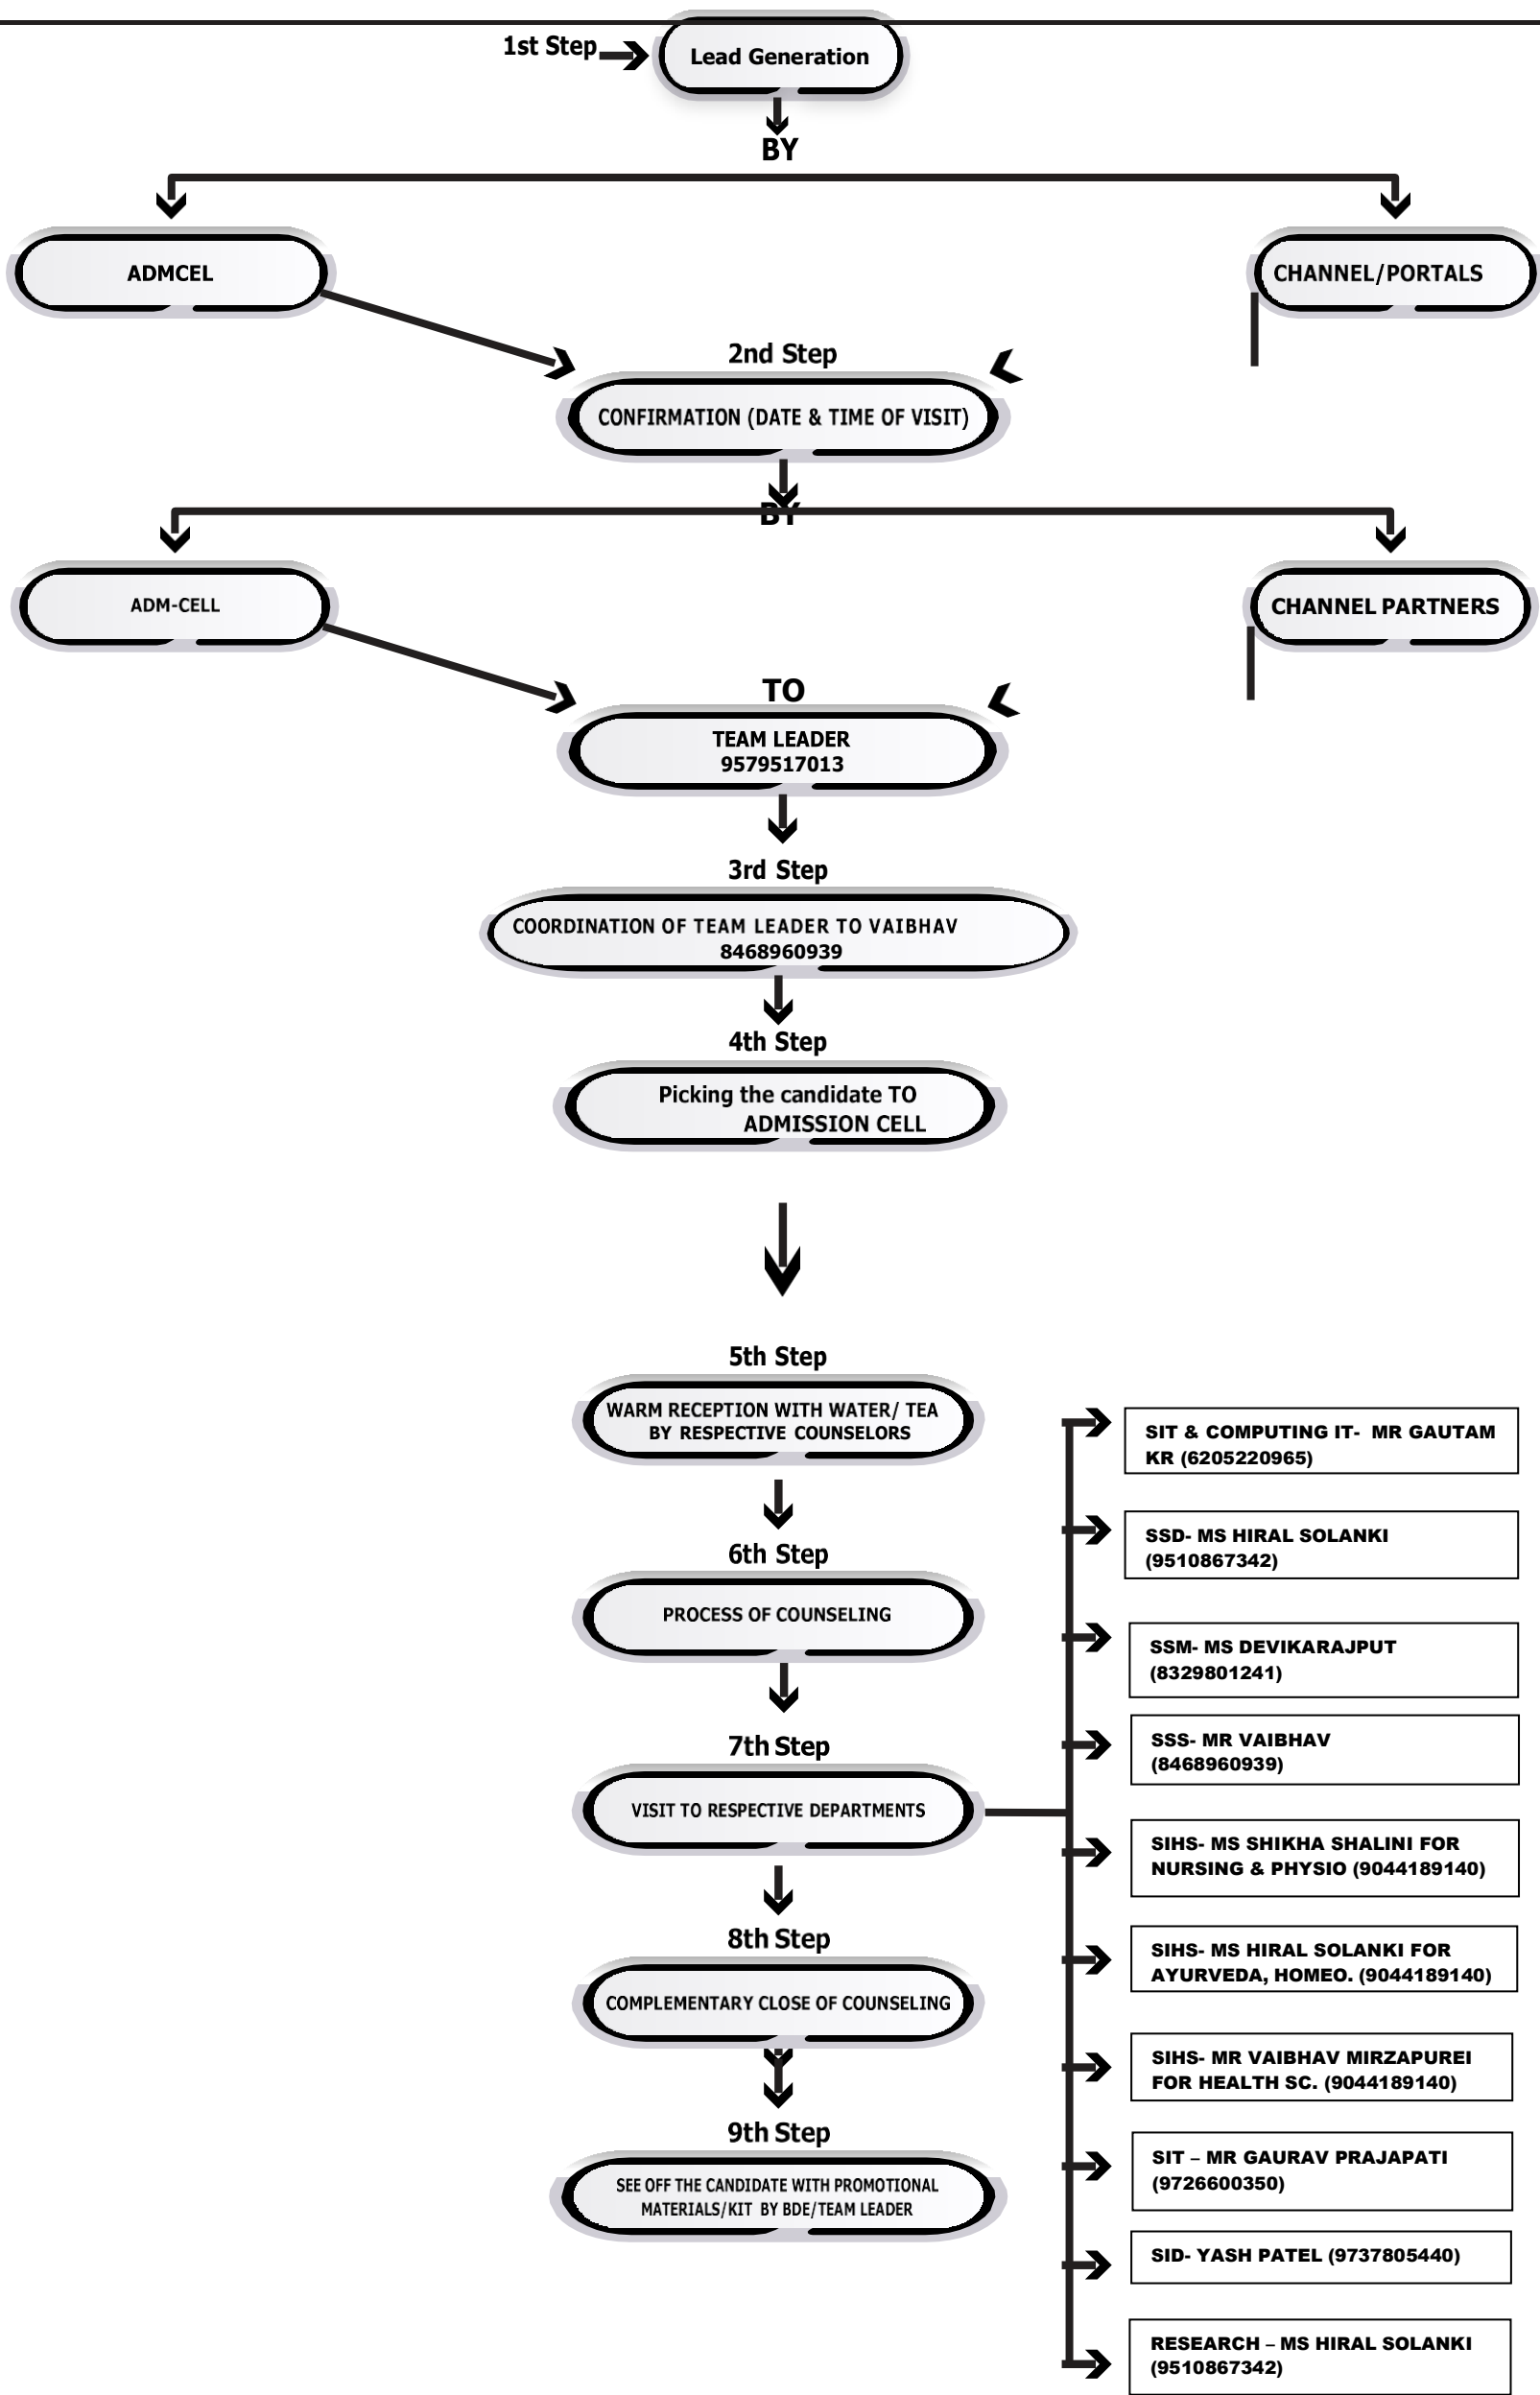 1st Step
Lead Generation
BY
ADMCEL
CHANNEL/PORTALS
2nd Step
CONFIRMATION (DATE & TIME OF VISIT)
BY
ADM-CELL
CHANNEL PARTNERS
TO
TEAM LEADER
9579517013
3rd Step
COORDINATION OF TEAM LEADER TO VAIBHAV
8468960939
4th Step
Picking the candidate TO
ADMISSION CELL
5th Step
WARM RECEPTION WITH WATER/ TEA
BY RESPECTIVE COUNSELORS
6th Step
PROCESS OF COUNSELING
7th Step
VISIT TO RESPECTIVE DEPARTMENTS
SIT & COMPUTING IT- MR GAUTAM
KR (6205220965)
SSD- MS HIRAL SOLANKI
(9510867342)
SSM- MS DEVIKARAJPUT
(8329801241)
SSS- MR VAIBHAV
(8468960939)
SIHS- MS SHIKHA SHALINI FOR
NURSING & PHYSIO (9044189140)
SIHS- MS HIRAL SOLANKI FOR
AYURVEDA, HOMEO. (9044189140)
SIHS- MR VAIBHAV MIRZAPUREI
FOR HEALTH SC. (9044189140)
SIT – MR GAURAV PRAJAPATI
(9726600350)
SID- YASH PATEL (9737805440)
RESEARCH – MS HIRAL SOLANKI
(9510867342)
8th Step
COMPLEMENTARY CLOSE OF COUNSELING
9th Step
SEE OFF THE CANDIDATE WITH PROMOTIONAL
MATERIALS/KIT BY BDE/TEAM LEADER